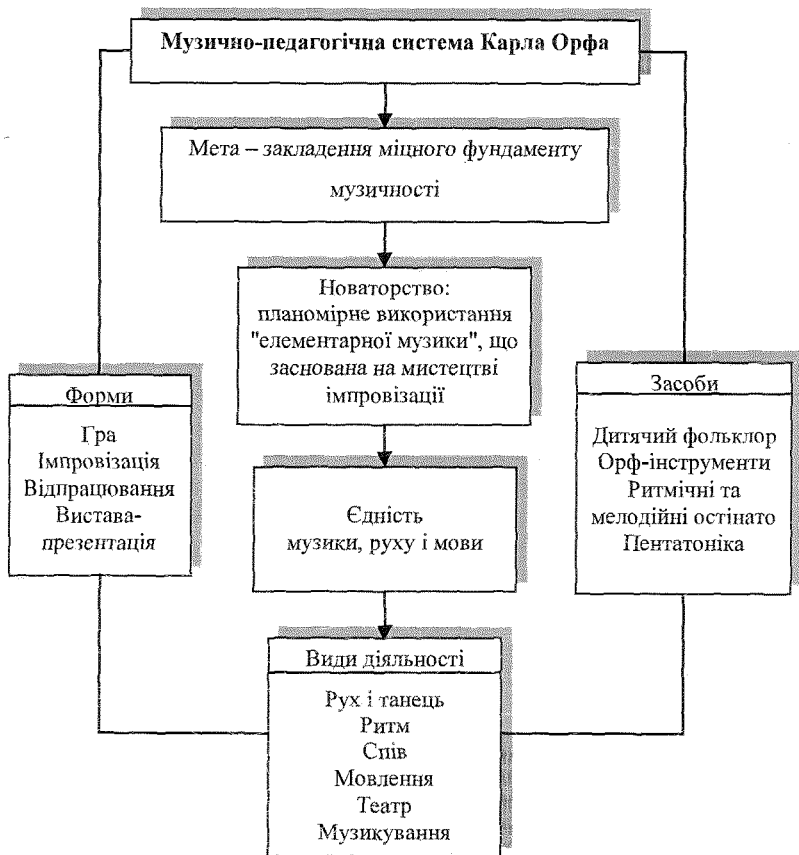 Музично-педагогічна система Карла Орфа
Мета – закладення міцного фундаменту
музичності
Новаторство:
планомірне використання
"елементарної музики", що
заснована на мистецтві
імпровізації
Форми
Гра
Імпровізація
Відпрацювання
Вистава-
презентація
Засоби
Дитячий фольклор
Орф-інструменти
Ритмічні та
мелодійні остінато
Пентатоніка
Єдність
музики, руху і мови
Види діяльності
Рух і танець
Ритм
Спів
Мовлення
Театр
Музикування